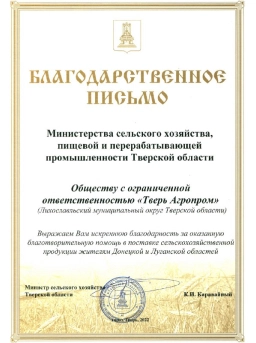 БЛАГОДАРСТВЕННОЕ
ПИСЬМО
Министерства сельского хозяйства,
пищевой и перерабатывающей
промышленности Тверской области
Обществу с ограниченной
ответственностью «Тверь Агропром»
(Лихославльский муниципальный округ Тверской области)
Выражаем Вам искреннюю благодарность за оказанную
благотворительную помощь в поставке сельскохозяйственной
продукции жителям Донецкой и Луганской областей
Министр сельского хозяйства
Тверской области
К.И. Каравайный
город Тверь, 2022